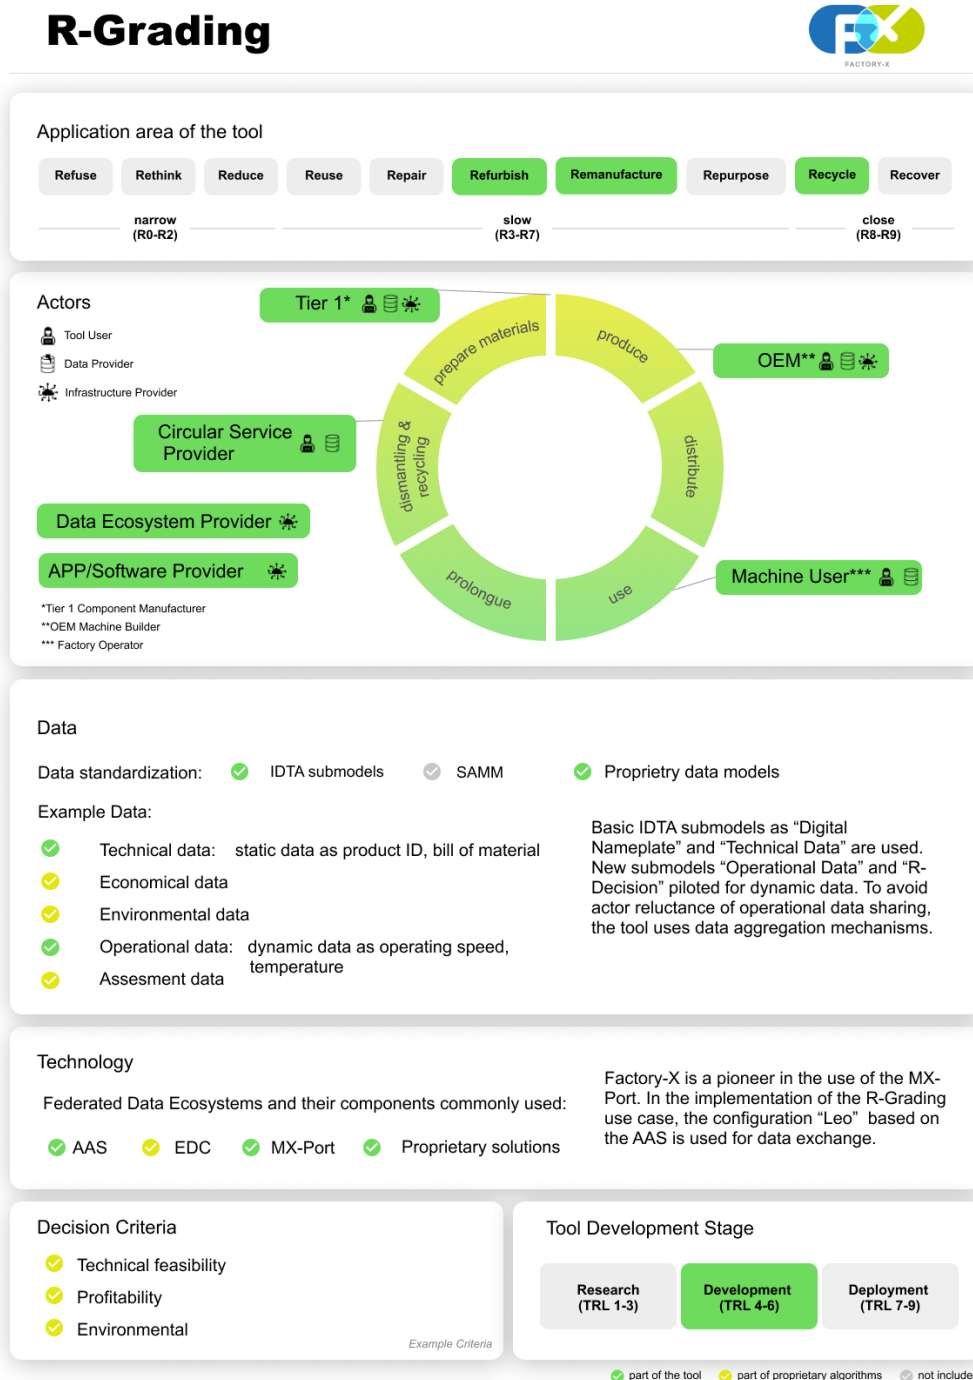 R-Grading
FX
FACTORY-X
Application area of the tool
Refuse
Rethink
Reduce
Reuse
Repair
Refurbish
Remanufacture
Repurpose
Recycle
Recover
narrow
(R0-R2)
slow
(R3-R7)
close
(R8-R9)
Actors
Tool User
Data Provider
Infrastructure Provider
Tier 1*
OEM**
Circular Service
Provider
Data Ecosystem Provider
APP/Software Provider
Machine User***
prepare materials
produce
distribute
use
prolongue
dismantling &
recycling
*Tier 1 Component Manufacturer
**OEM Machine Builder
*** Factory Operator
Data
Data standardization:
IDTA submodels
SAMM
Proprietry data models
Example Data:
Technical data: static data as product ID, bill of material
Economical data
Environmental data
Operational data: dynamic data as operating speed,
temperature
Assesment data
Basic IDTA submodels as “Digital
Nameplate” and “Technical Data” are used.
New submodels “Operational Data” and “R-
Decision” piloted for dynamic data. To avoid
actor reluctance of operational data sharing,
the tool uses data aggregation mechanisms.
Technology
Federated Data Ecosystems and their components commonly used:
AAS
EDC
MX-Port
Proprietary solutions
Factory-X is a pioneer in the use of the MX-
Port. In the implementation of the R-Grading
use case, the configuration “Leo” based on
the AAS is used for data exchange.
Decision Criteria
Technical feasibility
Profitability
Environmental
Example Criteria
Tool Development Stage
Research
(TRL 1-3)
Development
(TRL 4-6)
Deployment
(TRL 7-9)
part of the tool
part of proprietary algorithms
not include